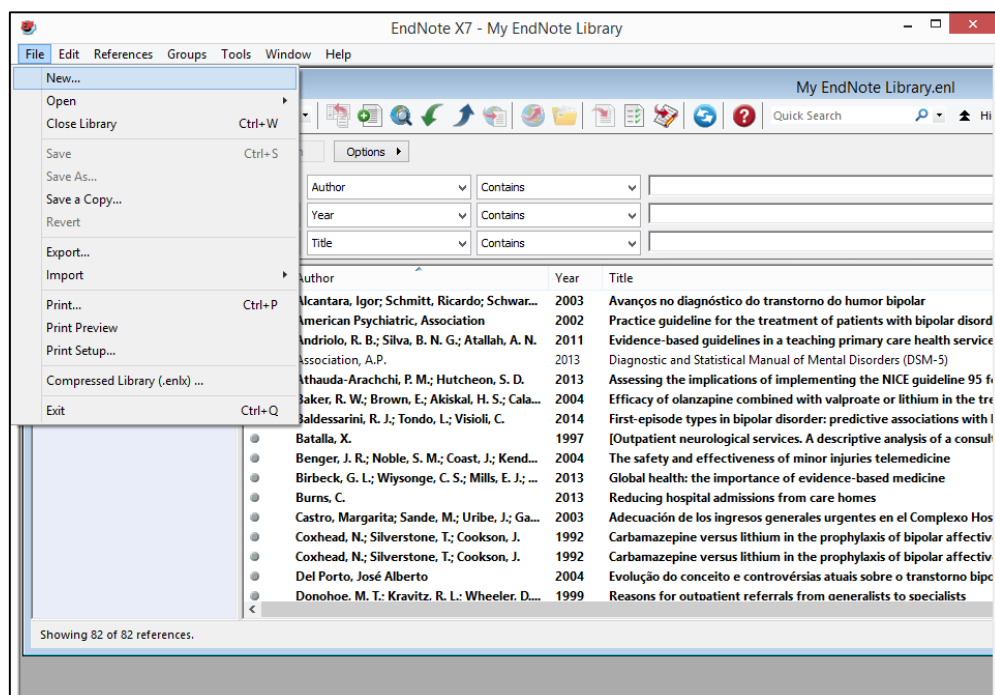 EndNote X7 - My EndNote Library
File Edit References Groups Tools Window Help
New...
Open
Close Library Ctrl+W
Save Ctrl+S
Save As...
Save a Copy...
Revert
Export...
Import
Print... Ctrl+P
Print Preview
Print Setup...
Compressed Library (.enlx) ...
Exit Ctrl+Q
My EndNote Library.enl
Quick Search Hi
Options
Author Contains
Year Contains
Title Contains
Author Year Title
Alcantara, Igor; Schmitt, Ricardo; Schwar... 2003 Avanços no diagnóstico do transtorno do humor bipolar
American Psychiatric, Association 2002 Practice guideline for the treatment of patients with bipolar disord
Andriolo, R. B.; Silva, B. N. G.; Atallah, A. N. 2011 Evidence-based guidelines in a teaching primary care health service
Association, A.P. 2013 Diagnostic and Statistical Manual of Mental Disorders (DSM-5)
Athauda-Arachchi, P. M.; Hutcheon, S. D. 2013 Assessing the implications of implementing the NICE guideline 95 f
Baker, R. W.; Brown, E.; Akiskal, H. S.; Cala... 2004 Efficacy of olanzapine combined with valproate or lithium in the tre
Baldessarini, R. J.; Tondo, L.; Visioli, C. 2014 First-episode types in bipolar disorder: predictive associations with
Batalla, X. 1997 [Outpatient neurological services. A descriptive analysis of a consul
Benger, J. R.; Noble, S. M.; Coast, J.; Kend... 2004 The safety and effectiveness of minor injuries telemedicine
Birbeck, G. L.; Wiysonge, C. S.; Mills, E. J.; ... 2013 Global health: the importance of evidence-based medicine
Burns, C. 2013 Reducing hospital admissions from care homes
Castro, Margarita; Sande, M.; Uribe, J.; Ga... 2003 Adecuación de los ingresos generales urgentes en el Complexo Hos
Coxhead, N.; Silverstone, T.; Cookson, J. 1992 Carbamazepine versus lithium in the prophylaxis of bipolar affectiv
Coxhead, N.; Silverstone, T.; Cookson, J. 1992 Carbamazepine versus lithium in the prophylaxis of bipolar affectiv
Del Porto, José Alberto 2004 Evolução do conceito e controvérsias atuais sobre o transtorno bipo
Donohoe, M. T.; Kravitz, R. L.; Wheeler, D.... 1999 Reasons for outpatient referrals from generalists to specialists
Showing 82 of 82 references.